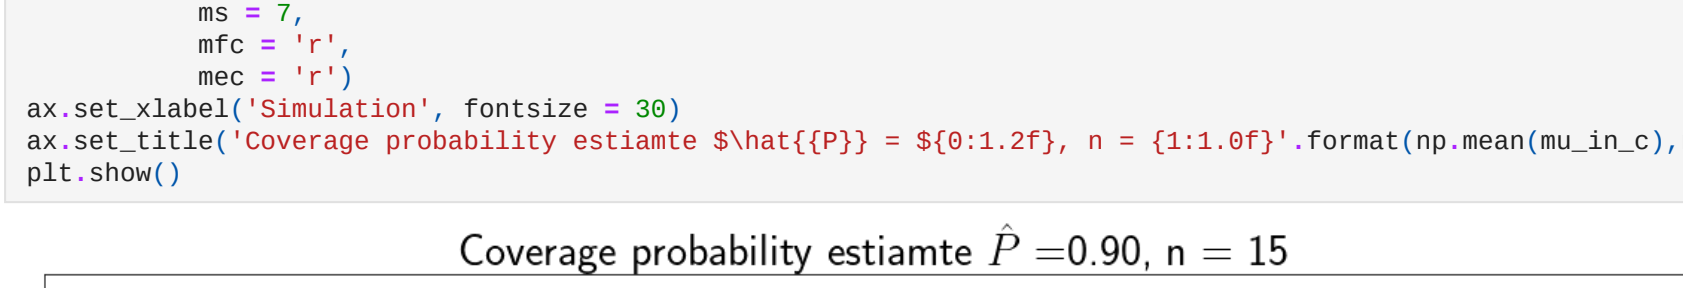 ms = 7,
mfc = 'r',
mec = 'r')
ax.set_xlabel('Simulation', fontsize = 30)
ax.set_title('Coverage probability estiamte $\hat{{P}} = ${0:1.2f}, n = {1:1.0f}'.format(np.mean(mu_in_c),
plt.show()
Coverage probability estiamte P̂ =0.90, n = 15